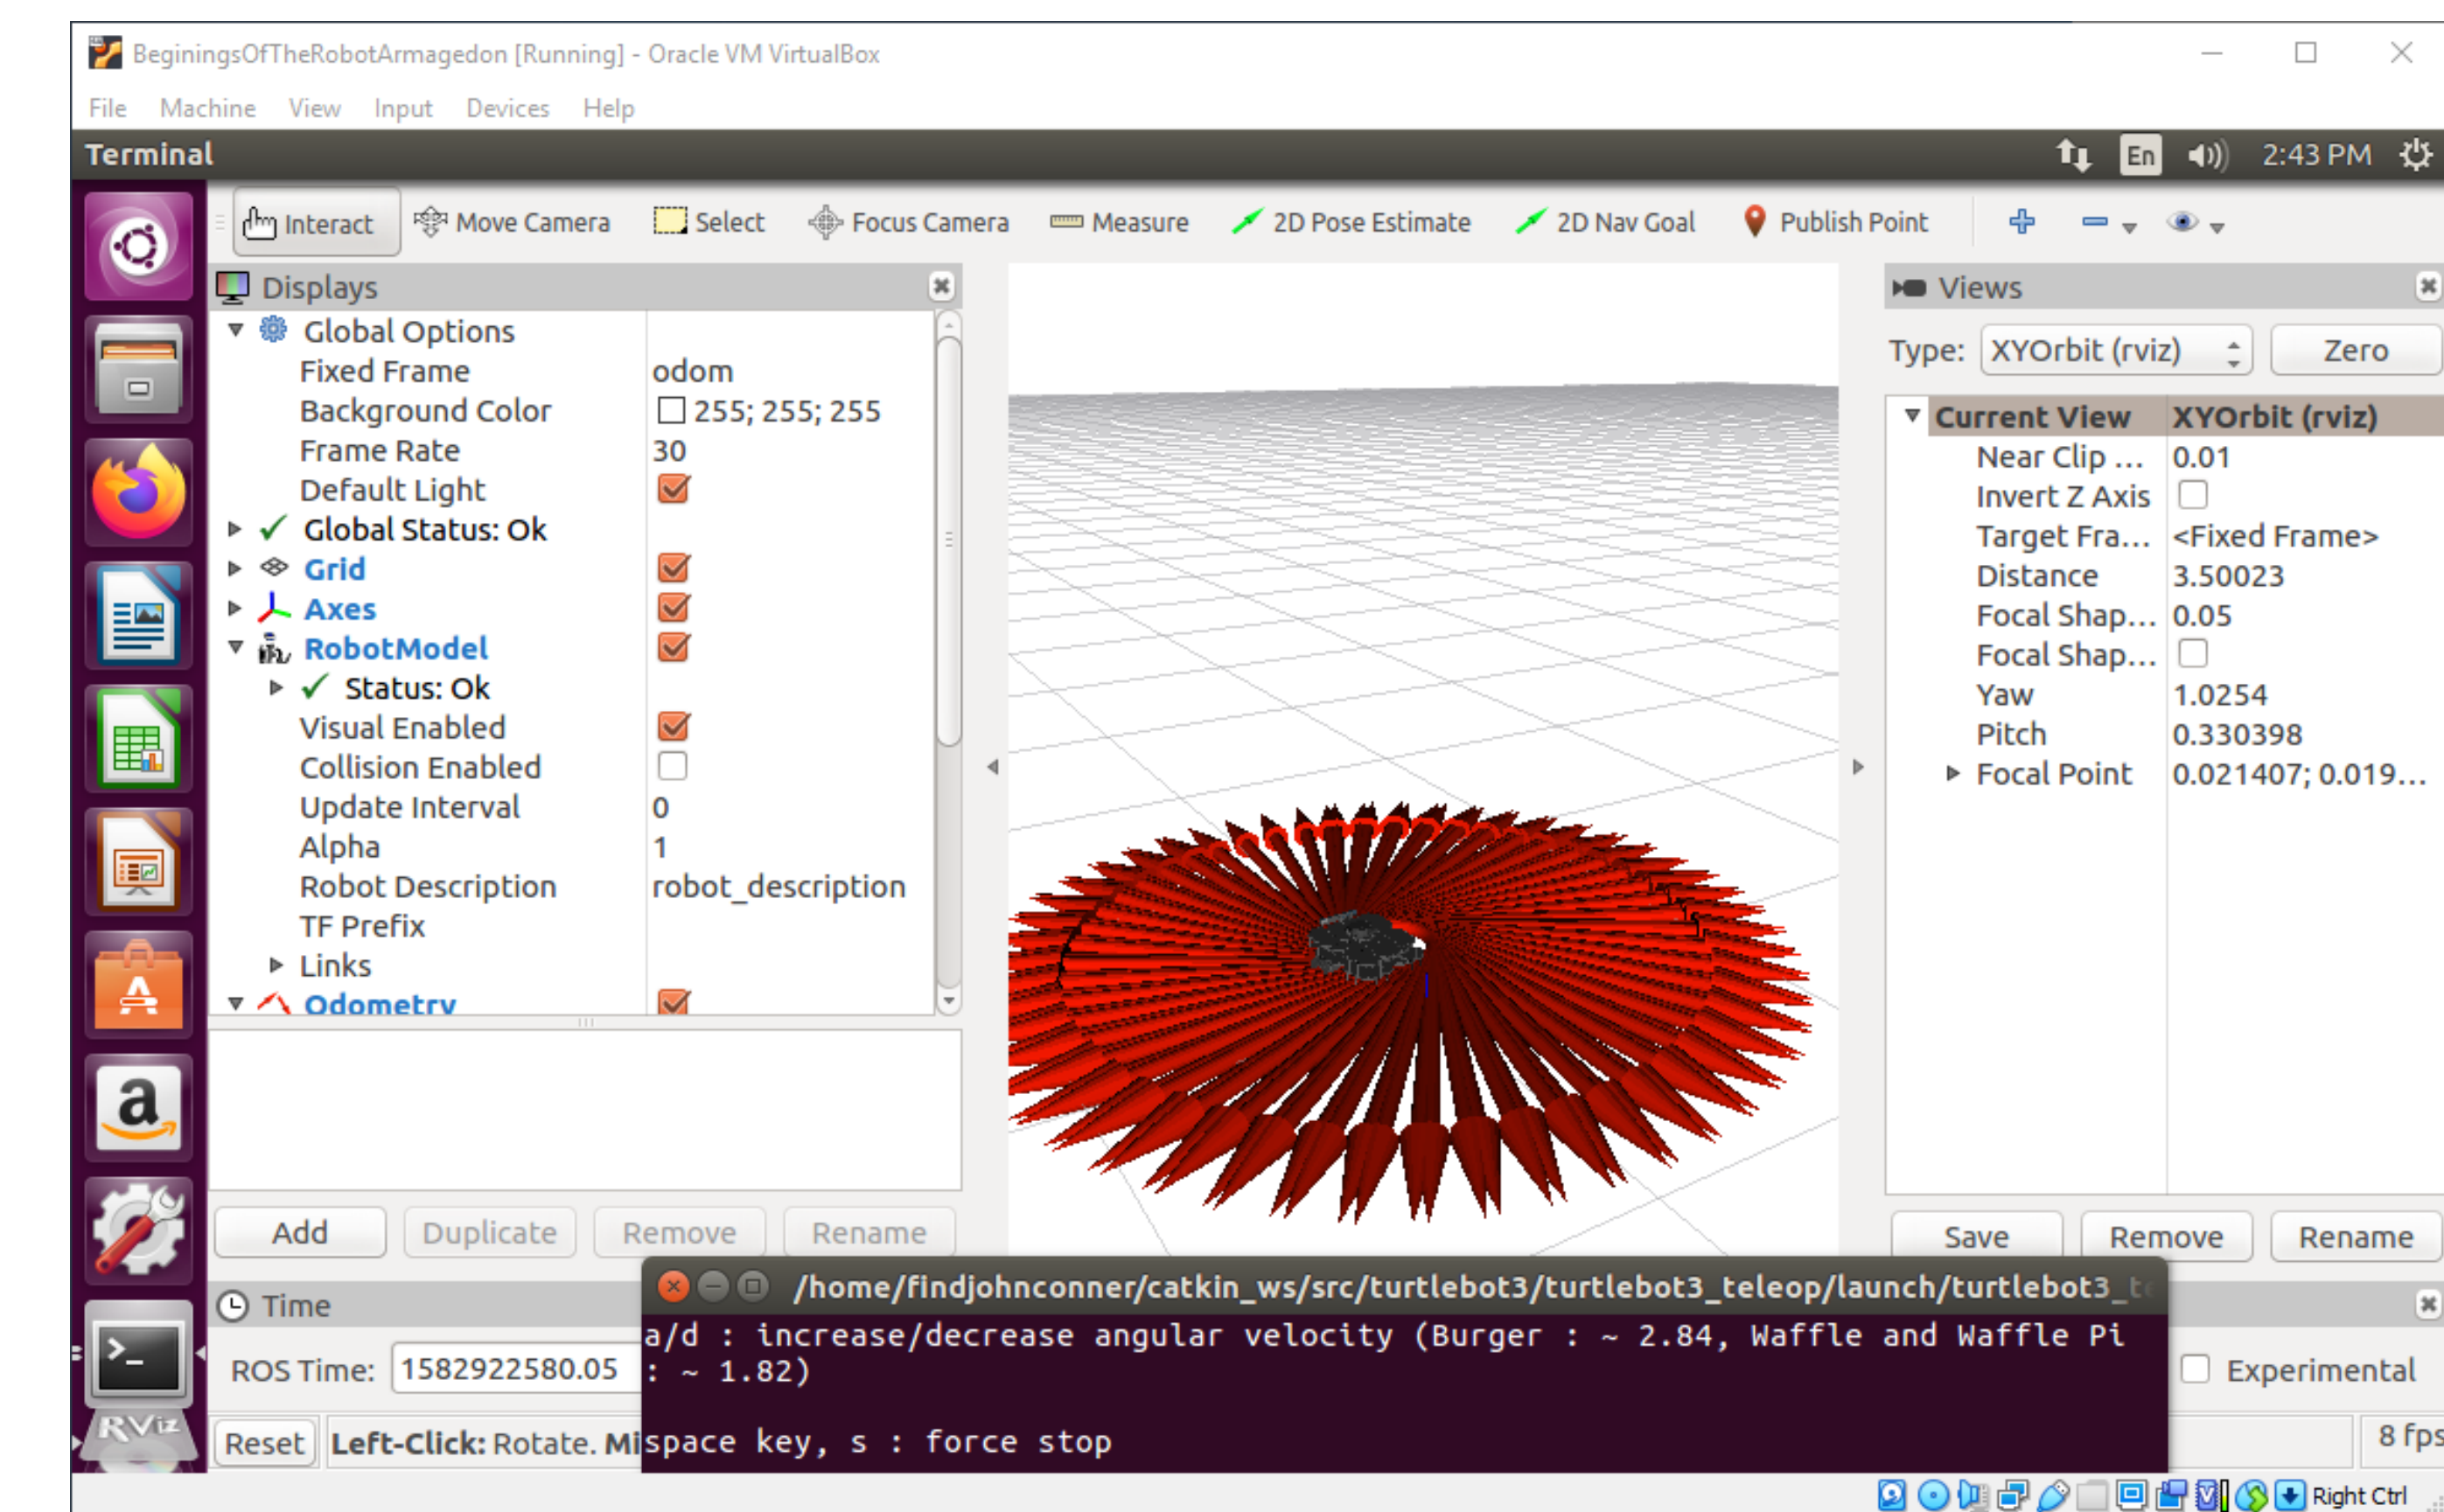 BeginingsOfTheRobotArmagedon [Running] - Oracle VM VirtualBox
File Machine View Input Devices Help
Terminal En 2:43 PM
Interact Move Camera Select Focus Camera Measure 2D Pose Estimate 2D Nav Goal Publish Point
Displays
Global Options
Fixed Frame odom
Background Color 255; 255; 255
Frame Rate 30
Default Light
Global Status: Ok
Grid
Axes
RobotModel
Status: Ok
Visual Enabled
Collision Enabled
Update Interval 0
Alpha 1
Robot Description robot_description
TF Prefix
Links
Odometry
Add Duplicate Remove Rename
Views
Type: XYOrbit (rviz) Zero
Current View XYOrbit (rviz)
Near Clip ... 0.01
Invert Z Axis
Target Fra... <Fixed Frame>
Distance 3.50023
Focal Shap... 0.05
Focal Shap...
Yaw 1.0254
Pitch 0.330398
Focal Point 0.021407; 0.019...
Save Remove Rename
Time
ROS Time: 1582922580.05
Experimental
Reset Left-Click: Rotate. Mi
8 fps
/home/findjohnconner/catkin_ws/src/turtlebot3/turtlebot3_teleop/launch/turtlebot3_te
a/d : increase/decrease angular velocity (Burger : ~ 2.84, Waffle and Waffle Pi
: ~ 1.82)
space key, s : force stop
a
RViz
Right Ctrl